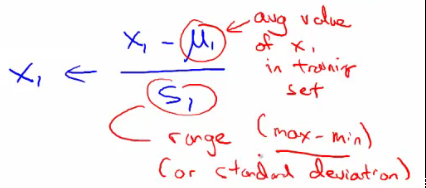 x₁ ← (x₁ - μ₁) / s₁
avg value
of x₁
in training
set
range (max-min)
(or standard deviation)